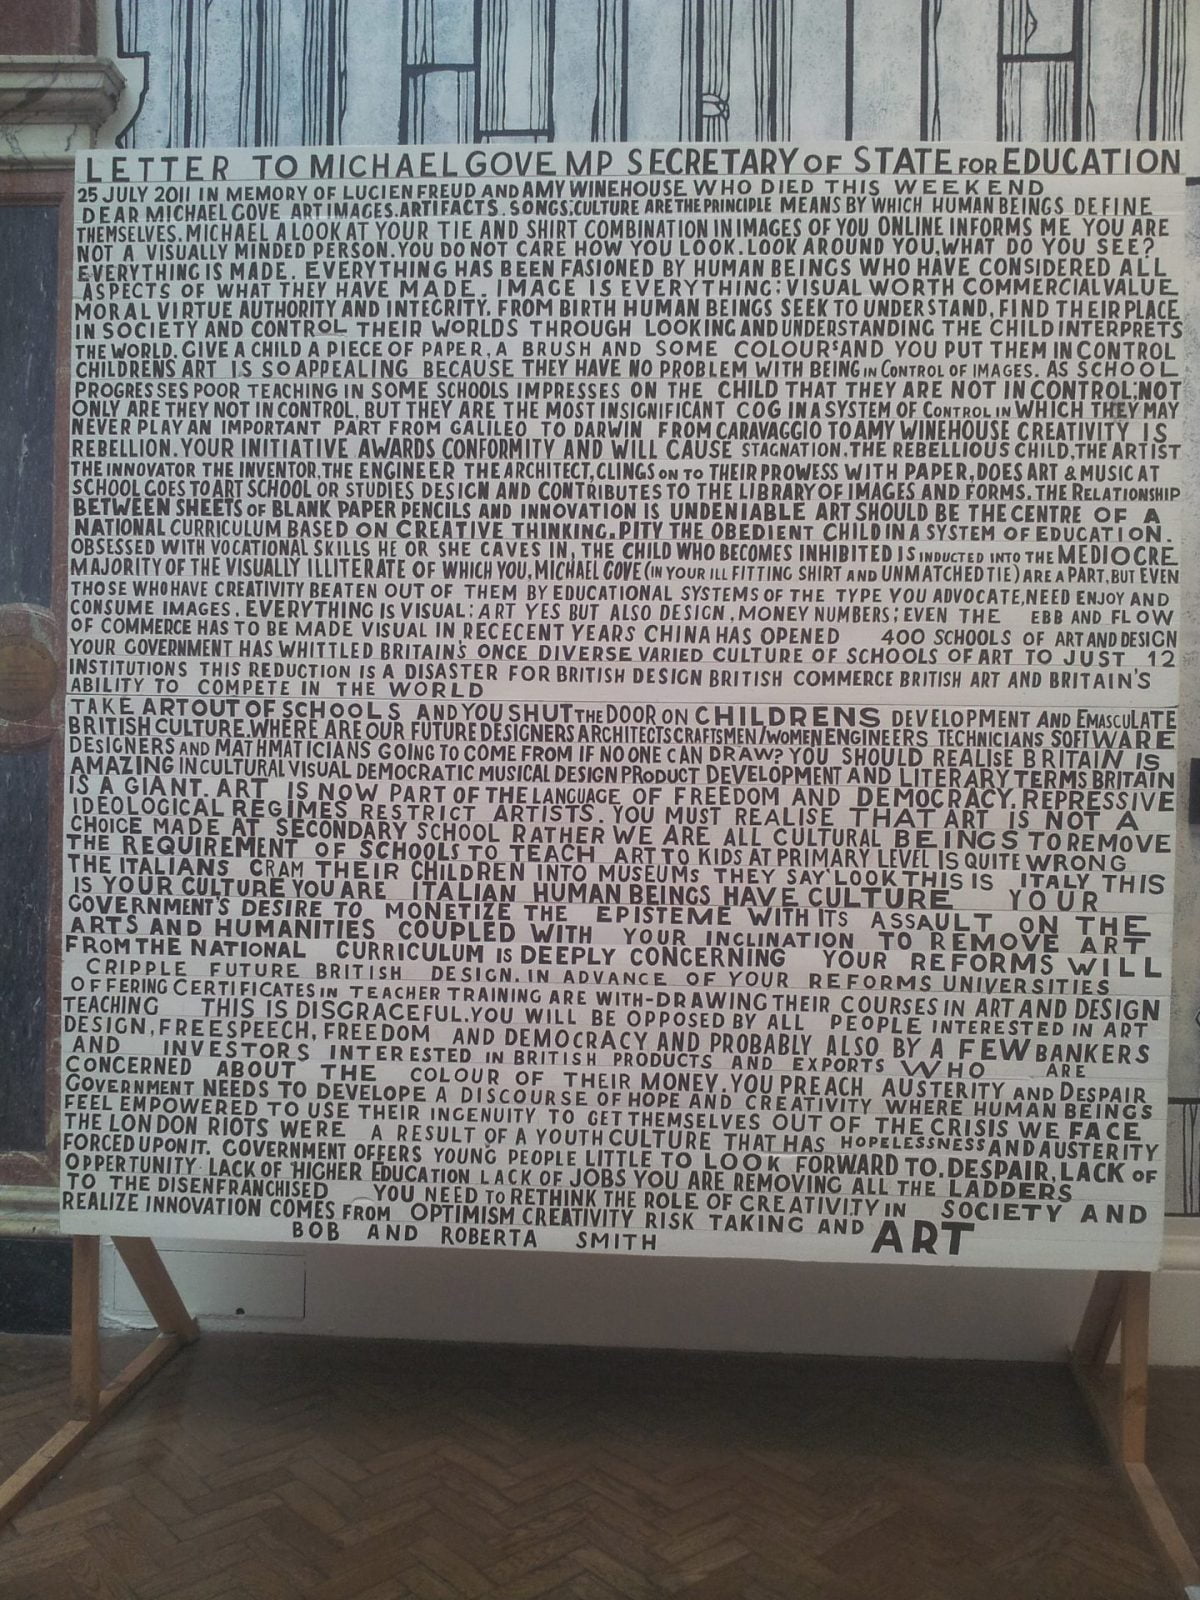 LETTER TO MICHAEL GOVE MP SECRETARY OF STATE FOR EDUCATION
25 JULY 2011 IN MEMORY OF LUCIEN FREUD AND AMY WINEHOUSE WHO DIED THIS WEEKEND
DEAR MICHAEL GOVE ART.IMAGES.ARTIFACTS. SONGS,CULTURE ARE THE PRINCIPLE MEANS BY WHICH HUMAN BEINGS DEFINE
THEMSELVES. MICHAEL A LOOK AT YOUR TIE AND SHIRT COMBINATION IN IMAGES OF YOU ONLINE INFORMS ME YOU ARE
NOT A VISUALLY MINDED PERSON. YOU DO NOT CARE HOW YOU LOOK. LOOK AROUND YOU, WHAT DO YOU SEE?
EVERYTHING IS MADE. EVERYTHING HAS BEEN FASIONED BY HUMAN BEINGS WHO HAVE CONSIDERED ALL
ASPECTS OF WHAT THEY HAVE MADE. IMAGE IS EVERYTHING: VISUAL WORTH COMMERCIAL VALUE
MORAL VIRTUE AUTHORITY AND INTEGRITY. FROM BIRTH HUMAN BEINGS SEEK TO UNDERSTAND, FIND THEIR PLACE
IN SOCIETY AND CONTROL THEIR WORLDS THROUGH LOOKING AND UNDERSTANDING THE CHILD INTERPRETS
THE WORLD. GIVE A CHILD A PIECE OF PAPER, A BRUSH AND SOME COLOURS AND YOU PUT THEM IN CONTROL
CHILDRENS ART IS SO APPEALING BECAUSE THEY HAVE NO PROBLEM WITH BEING IN CONTROL OF IMAGES. AS SCHOOL
PROGRESSES POOR TEACHING IN SOME SCHOOLS IMPRESSES ON THE CHILD THAT THEY ARE NOT IN CONTROL; NOT
ONLY ARE THEY NOT IN CONTROL, BUT THEY ARE THE MOST INSIGNIFICANT COG IN A SYSTEM OF CONTROL IN WHICH THEY MAY
NEVER PLAY AN IMPORTANT PART FROM GALILEO TO DARWIN FROM CARAVAGGIO TO AMY WINEHOUSE CREATIVITY IS
REBELLION. YOUR INITIATIVE AWARDS CONFORMITY AND WILL CAUSE STAGNATION. THE REBELLIOUS CHILD, THE ARTIST
THE INNOVATOR THE INVENTOR, THE ENGINEER THE ARCHITECT, CLINGS ON TO THEIR PROWESS WITH PAPER, DOES ART & MUSIC AT
SCHOOL GOES TO ART SCHOOL OR STUDIES DESIGN AND CONTRIBUTES TO THE LIBRARY OF IMAGES AND FORMS. THE RELATIONSHIP
BETWEEN SHEETS OF BLANK PAPER PENCILS AND INNOVATION IS UNDENIABLE ART SHOULD BE THE CENTRE OF A
NATIONAL CURRICULUM BASED ON CREATIVE THINKING. PITY THE OBEDIENT CHILD IN A SYSTEM OF EDUCATION.
OBSESSED WITH VOCATIONAL SKILLS HE OR SHE CAVES IN, THE CHILD WHO BECOMES INHIBITED IS INDUCTED INTO THE MEDIOCRE
MAJORITY OF THE VISUALLY ILLITERATE OF WHICH YOU, MICHAEL GOVE (IN YOUR ILL FITTING SHIRT AND UNMATCHED TIE) ARE A PART, BUT EVEN
THOSE WHO HAVE CREATIVITY BEATEN OUT OF THEM BY EDUCATIONAL SYSTEMS OF THE TYPE YOU ADVOCATE, NEED ENJOY AND
CONSUME IMAGES. EVERYTHING IS VISUAL: ART YES BUT ALSO DESIGN, MONEY NUMBERS; EVEN THE EBB AND FLOW
OF COMMERCE HAS TO BE MADE VISUAL IN RECECENT YEARS CHINA HAS OPENED 400 SCHOOLS OF ART AND DESIGN
YOUR GOVERNMENT HAS WHITTLED BRITAIN'S ONCE DIVERSE VARIED CULTURE OF SCHOOLS OF ART TO JUST 12
INSTITUTIONS THIS REDUCTION IS A DISASTER FOR BRITISH DESIGN BRITISH COMMERCE BRITISH ART AND BRITAIN'S
ABILITY TO COMPETE IN THE WORLD
TAKE ART OUT OF SCHOOLS AND YOU SHUT THE DOOR ON CHILDRENS DEVELOPMENT AND EMASCULATE
BRITISH CULTURE. WHERE ARE OUR FUTURE DESIGNERS ARCHITECTS CRAFTSMEN/WOMEN ENGINEERS TECHNICIANS SOFTWARE
DESIGNERS AND MATHMATICIANS GOING TO COME FROM IF NO ONE CAN DRAW? YOU SHOULD REALISE BRITAIN IS
AMAZING IN CULTURAL VISUAL DEMOCRATIC MUSICAL DESIGN PRODUCT DEVELOPMENT AND LITERARY TERMS BRITAIN
IS A GIANT. ART IS NOW PART OF THE LANGUAGE OF FREEDOM AND DEMOCRACY. REPRESSIVE
IDEOLOGICAL REGIMES RESTRICT ARTISTS. YOU MUST REALISE THAT ART IS NOT A
CHOICE MADE AT SECONDARY SCHOOL RATHER WE ARE ALL CULTURAL BEINGS TO REMOVE
THE REQUIREMENT OF SCHOOLS TO TEACH ART TO KIDS AT PRIMARY LEVEL IS QUITE WRONG
THE ITALIANS CRAM THEIR CHILDREN INTO MUSEUMS THEY SAY 'LOOK THIS IS ITALY THIS
IS YOUR CULTURE YOU ARE ITALIAN HUMAN BEINGS HAVE CULTURE YOUR
GOVERNMENT'S DESIRE TO MONETIZE THE EPISTEME WITH ITS ASSAULT ON THE
ARTS AND HUMANITIES COUPLED WITH YOUR INCLINATION TO REMOVE ART
FROM THE NATIONAL CURRICULUM IS DEEPLY CONCERNING YOUR REFORMS WILL
CRIPPLE FUTURE BRITISH DESIGN. IN ADVANCE OF YOUR REFORMS UNIVERSITIES
OFFERING CERTIFICATES IN TEACHER TRAINING ARE WITH-DRAWING THEIR COURSES IN ART AND DESIGN
TEACHING THIS IS DISGRACEFUL. YOU WILL BE OPPOSED BY ALL PEOPLE INTERESTED IN ART
DESIGN, FREE SPEECH, FREEDOM AND DEMOCRACY AND PROBABLY ALSO BY A FEW BANKERS
AND INVESTORS INTERESTED IN BRITISH PRODUCTS AND EXPORTS WHO ARE
CONCERNED ABOUT THE COLOUR OF THEIR MONEY. YOU PREACH AUSTERITY AND DESPAIR
GOVERNMENT NEEDS TO DEVELOPE A DISCOURSE OF HOPE AND CREATIVITY WHERE HUMAN BEINGS
FEEL EMPOWERED TO USE THEIR INGENUITY TO GET THEMSELVES OUT OF THE CRISIS WE FACE
THE LONDON RIOTS WERE A RESULT OF A YOUTH CULTURE THAT HAS HOPELESSNESS AND AUSTERITY
FORCED UPON IT. GOVERNMENT OFFERS YOUNG PEOPLE LITTLE TO LOOK FORWARD TO. DESPAIR, LACK OF
OPPORTUNITY LACK OF HIGHER EDUCATION LACK OF JOBS YOU ARE REMOVING ALL THE LADDERS
TO THE DISENFRANCHISED YOU NEED TO RETHINK THE ROLE OF CREATIVITY IN SOCIETY AND
REALIZE INNOVATION COMES FROM OPTIMISM CREATIVITY RISK TAKING AND ART
BOB AND ROBERTA SMITH